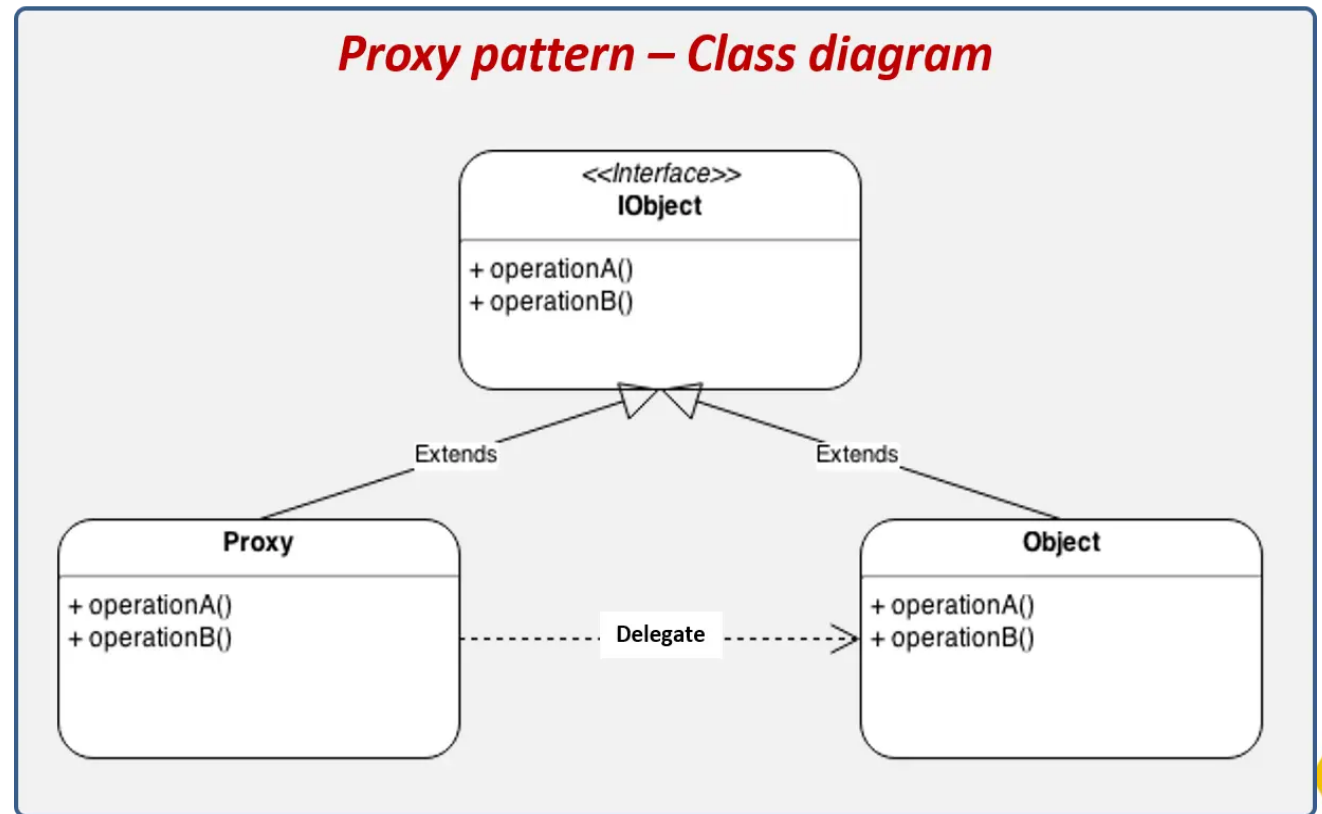 Proxy pattern – Class diagram
<<Interface>>
IObject
+ operationA()
+ operationB()
Extends
Extends
Proxy
+ operationA()
+ operationB()
Delegate
Object
+ operationA()
+ operationB()